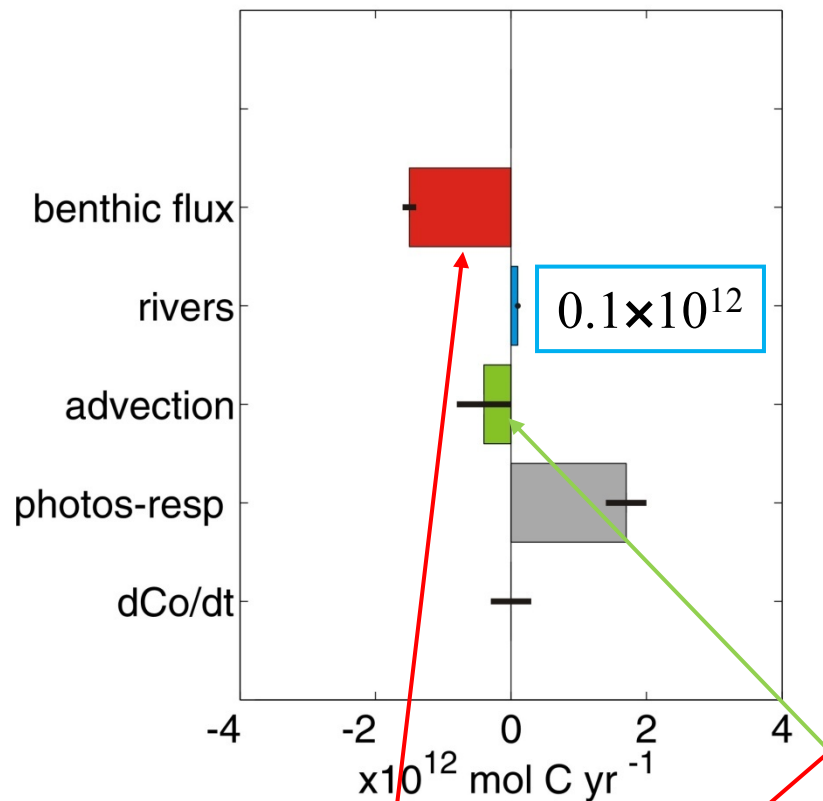 benthic flux
rivers
0.1×10¹²
advection
photos-resp
dCo/dt
-4 -2 0 2 4
x10¹² mol C yr ⁻¹